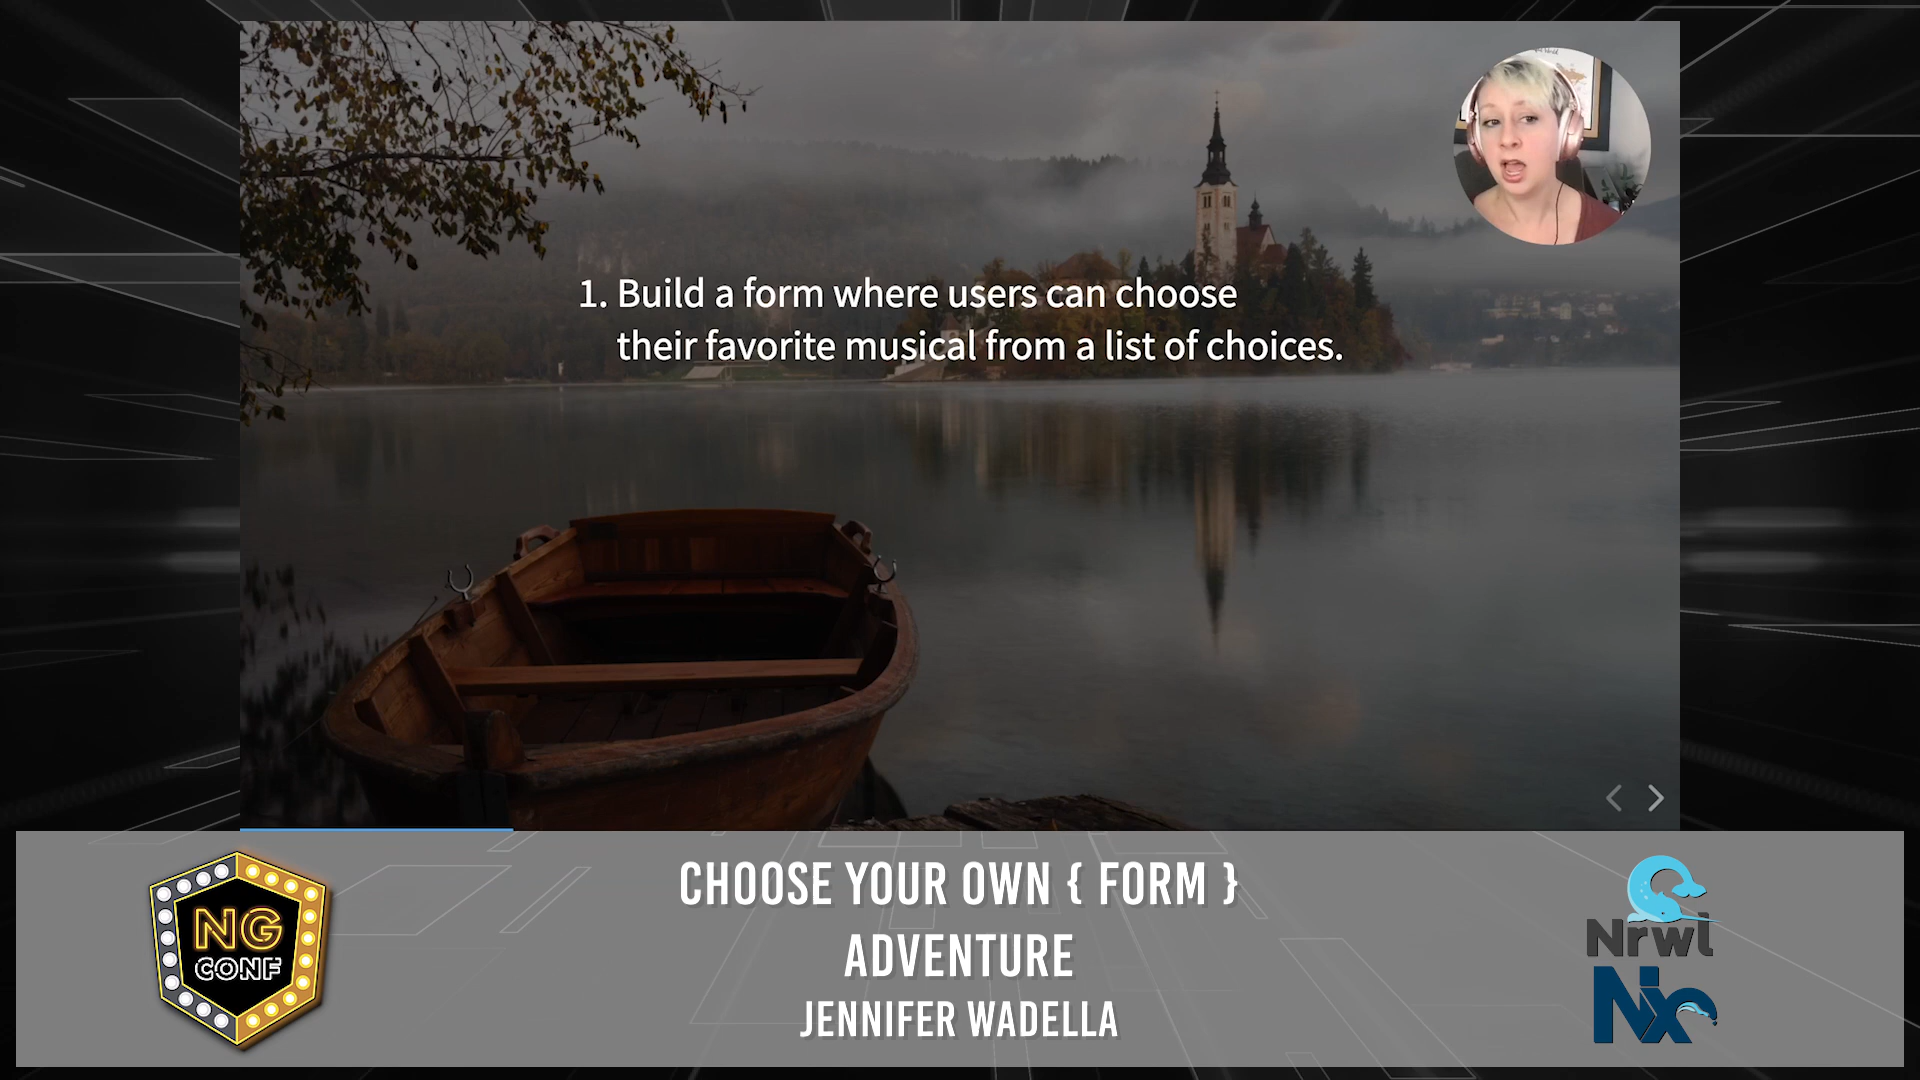 1. Build a form where users can choose
their favorite musical from a list of choices.
NG
CONF
CHOOSE YOUR OWN { FORM }
ADVENTURE
JENNIFER WADELLA
Nrwl
Nx